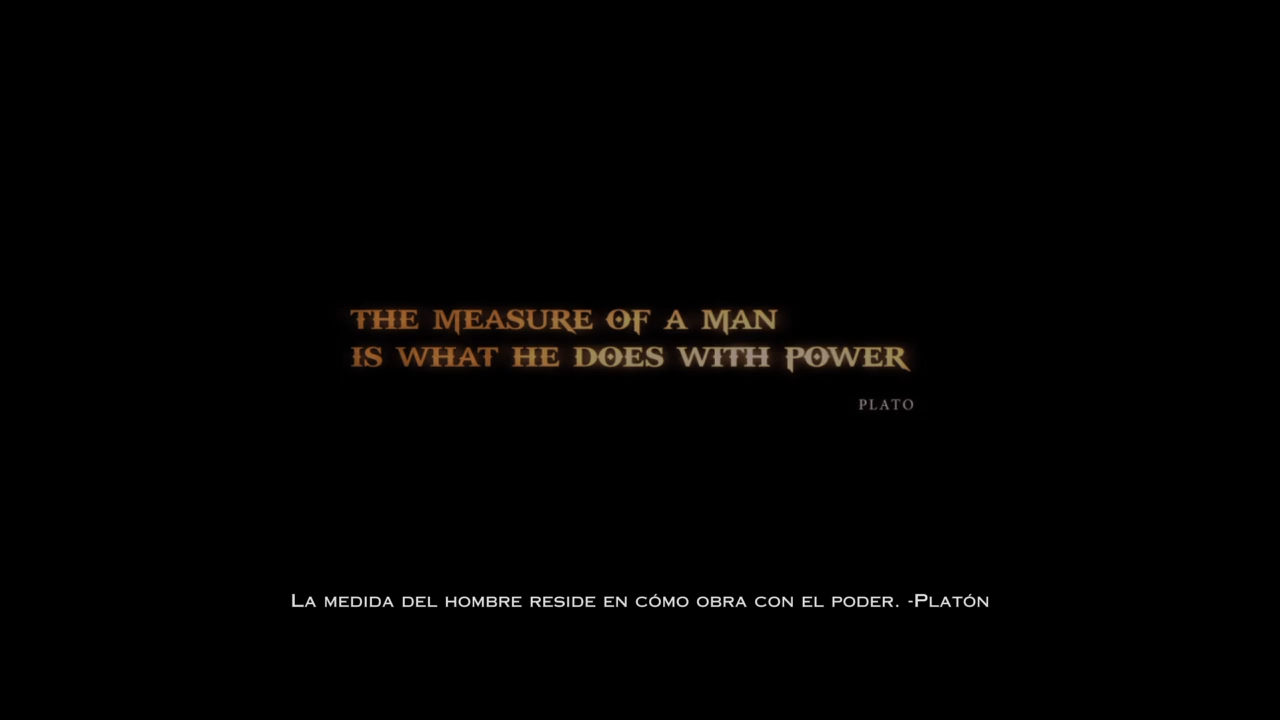 THE MEASURE OF A MAN
IS WHAT HE DOES WITH POWER
PLATO
La medida del hombre reside en cómo obra con el poder. -Platón